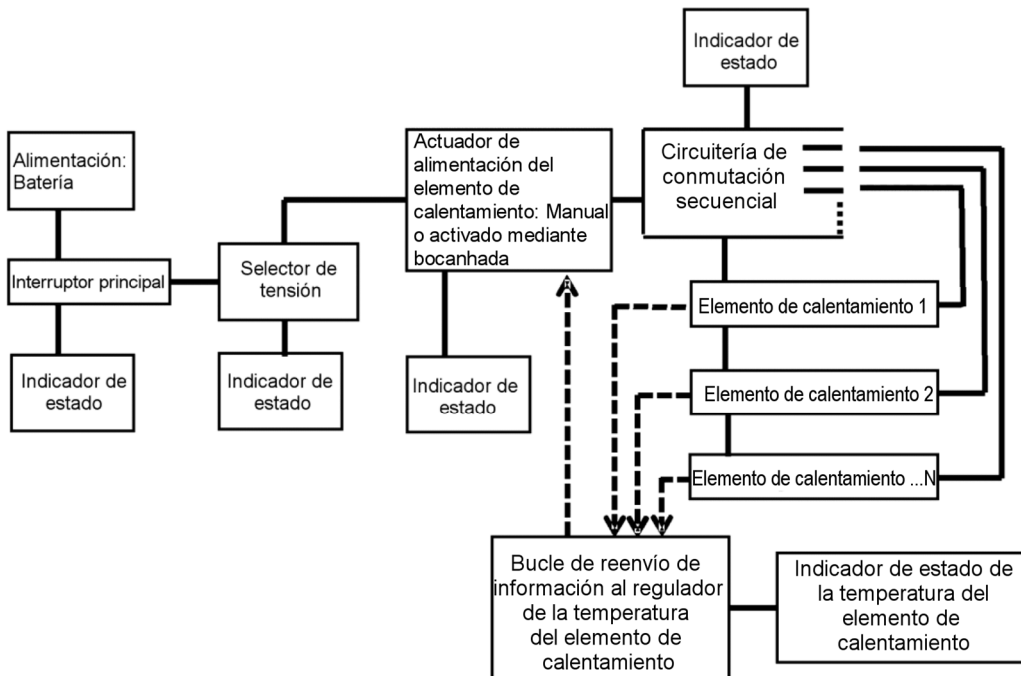 Indicador de
estado
Alimentación:
Batería
Actuador de
alimentación del
elemento de
calentamiento: Manual
o activado mediante
bocanhada
Circuitería de
conmutación
secuencial
Interruptor principal
Selector de
tensión
Elemento de calentamiento 1
Indicador de
estado
Indicador de
estado
Indicador de
estado
Elemento de calentamiento 2
Elemento de calentamiento ...N
Bucle de reenvío de
información al regulador
de la temperatura
del elemento de
calentamiento
Indicador de estado de
la temperatura del
elemento de
calentamiento